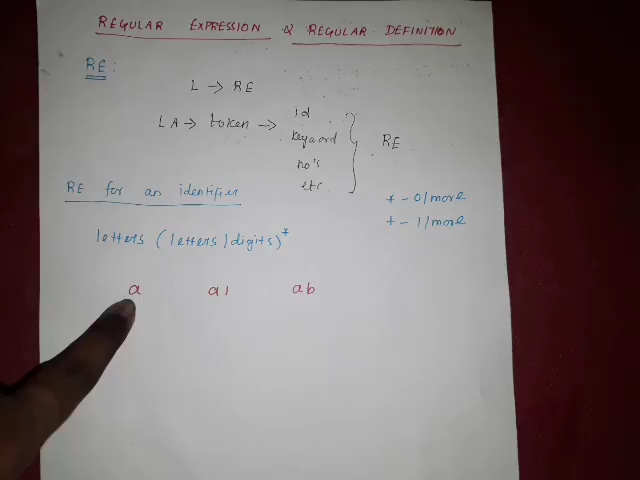 REGULAR EXPRESSION & REGULAR DEFINITION
RE:
L → RE
LA → token → id
keyword
no's
etc
RE
RE for an identifier
* - 0/more
+ - 1/more
letters (letters/digits)*
a a1 ab